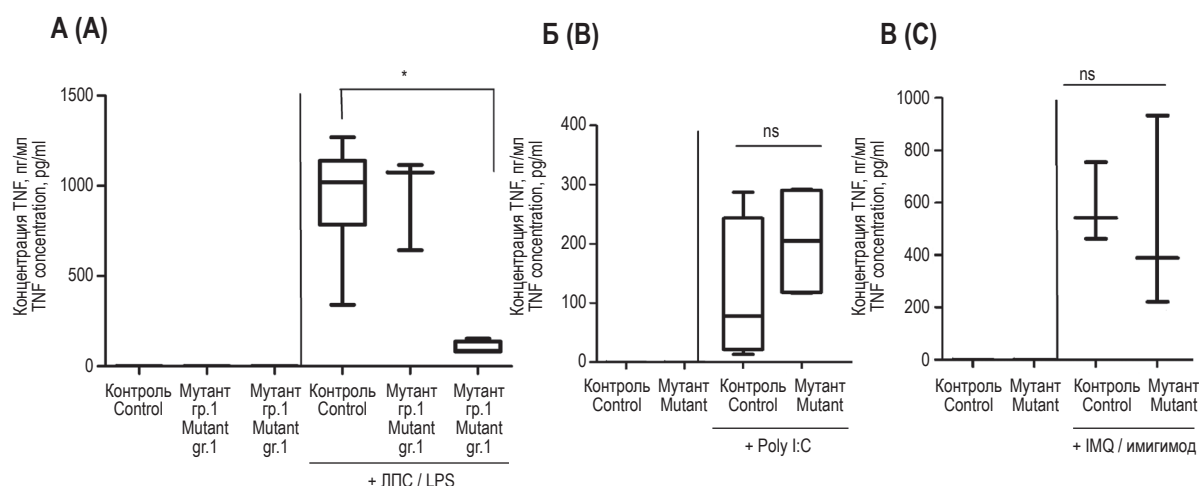 А (A)
*
Концентрация TNF, пг/мл
TNF concentration, pg/ml
1500
1000
500
0
Контроль
Control
Мутант
гр.1
Mutant
gr.1
Мутант
гр.1
Mutant
gr.1
Контроль
Control
Мутант
гр.1
Mutant
gr.1
Мутант
гр.1
Mutant
gr.1
+ ЛПС / LPS
Б (B)
ns
Концентрация TNF, пг/мл
TNF concentration, pg/ml
400
300
200
100
0
Контроль
Control
Мутант
Mutant
Контроль
Control
Мутант
Mutant
+ Poly I:C
В (C)
ns
Концентрация TNF, пг/мл
TNF concentration, pg/ml
1000
800
600
400
200
0
Контроль
Control
Мутант
Mutant
Контроль
Control
Мутант
Mutant
+ IMQ / имигимод